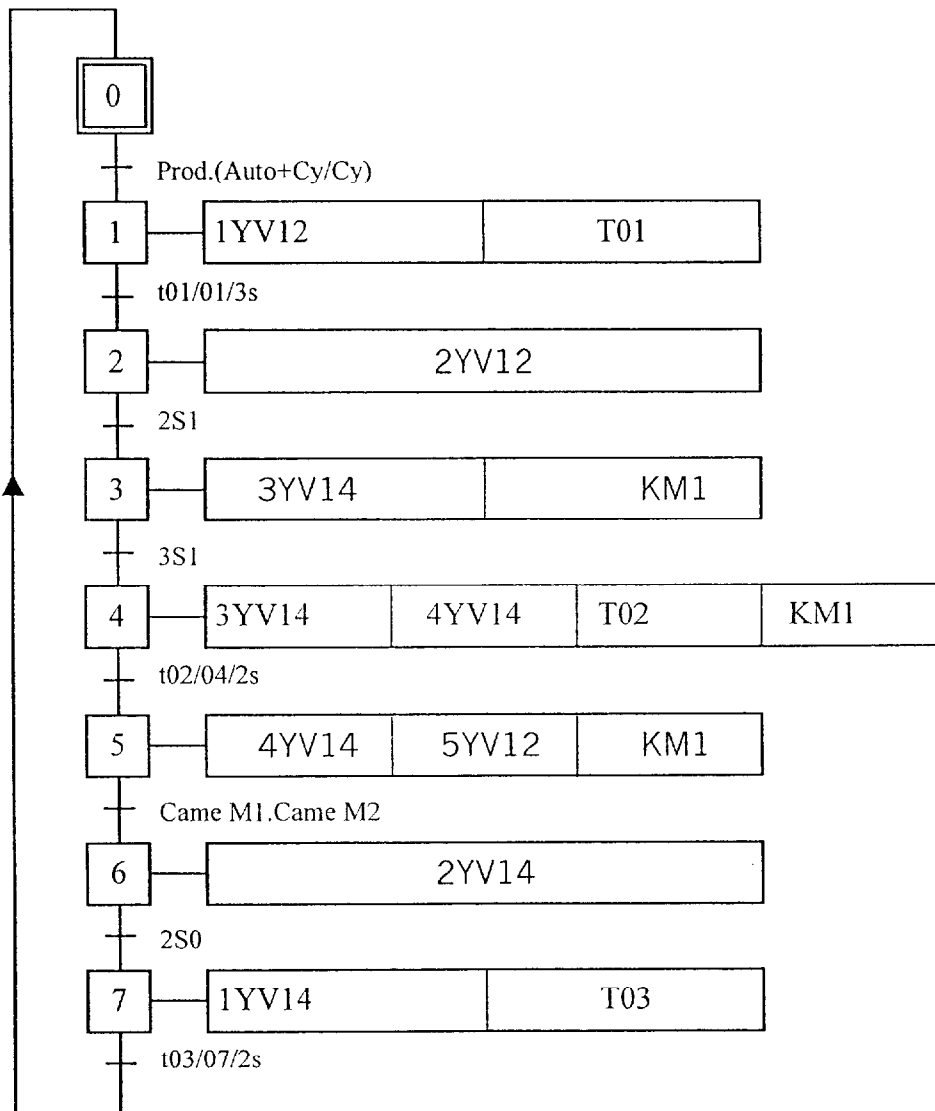 0
Prod.(Auto+Cy/Cy)
1 1YV12 T01
t01/01/3s
2 2YV12
2S1
3 3YV14 KM1
3S1
4 3YV14 4YV14 T02 KM1
t02/04/2s
5 4YV14 5YV12 KM1
Came M1.Came M2
6 2YV14
2S0
7 1YV14 T03
t03/07/2s